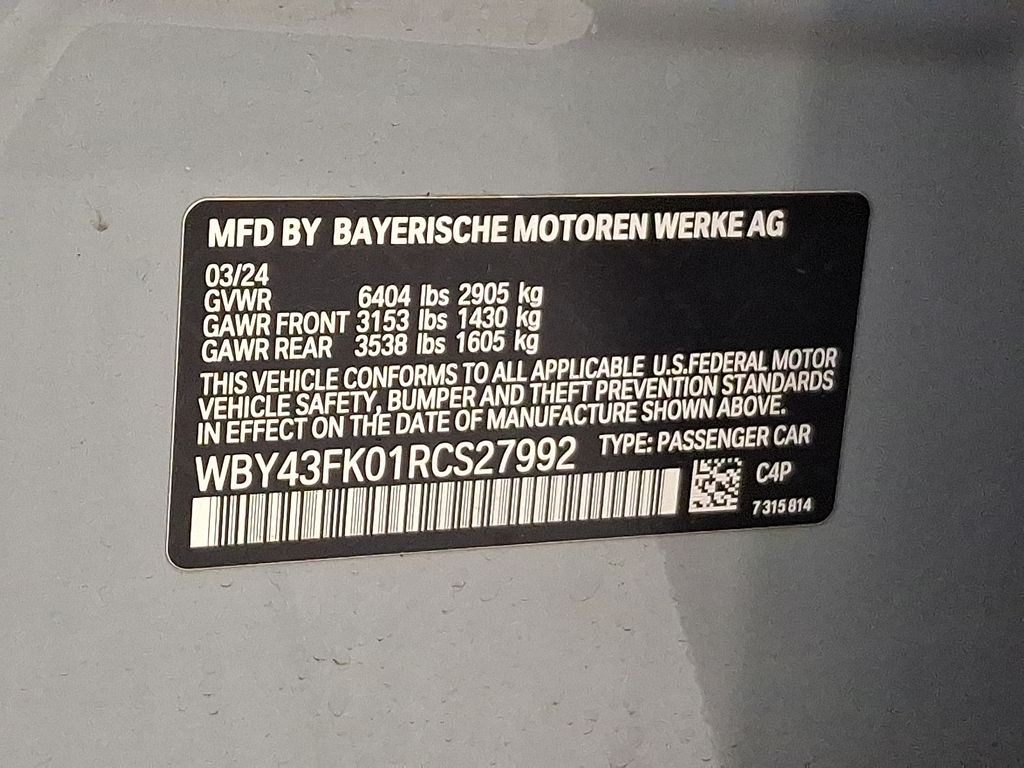 MFD BY BAYERISCHE MOTOREN WERKE AG
03/24
GVWR 6404 lbs 2905 kg
GAWR FRONT 3153 lbs 1430 kg
GAWR REAR 3538 lbs 1605 kg
THIS VEHICLE CONFORMS TO ALL APPLICABLE U.S.FEDERAL MOTOR
VEHICLE SAFETY, BUMPER AND THEFT PREVENTION STANDARDS
IN EFFECT ON THE DATE OF MANUFACTURE SHOWN ABOVE.
WBY43FK01RCS27992 TYPE: PASSENGER CAR
C4P
7315814